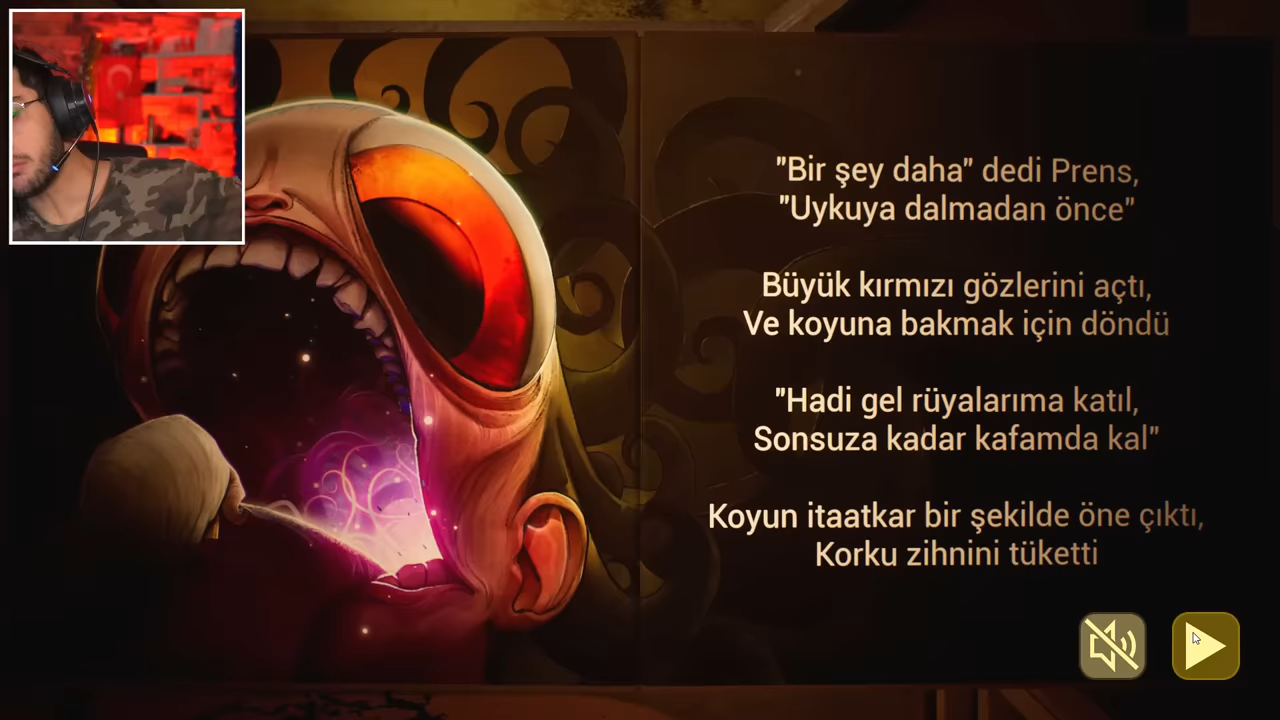 "Bir şey daha" dedi Prens,
"Uykuya dalmadan önce"
Büyük kırmızı gözlerini açtı,
Ve koyuna bakmak için döndü
"Hadi gel rüyalarıma katıl,
Sonsuza kadar kafamda kal"
Koyun itaatkar bir şekilde öne çıktı,
Korku zihnini tüketti